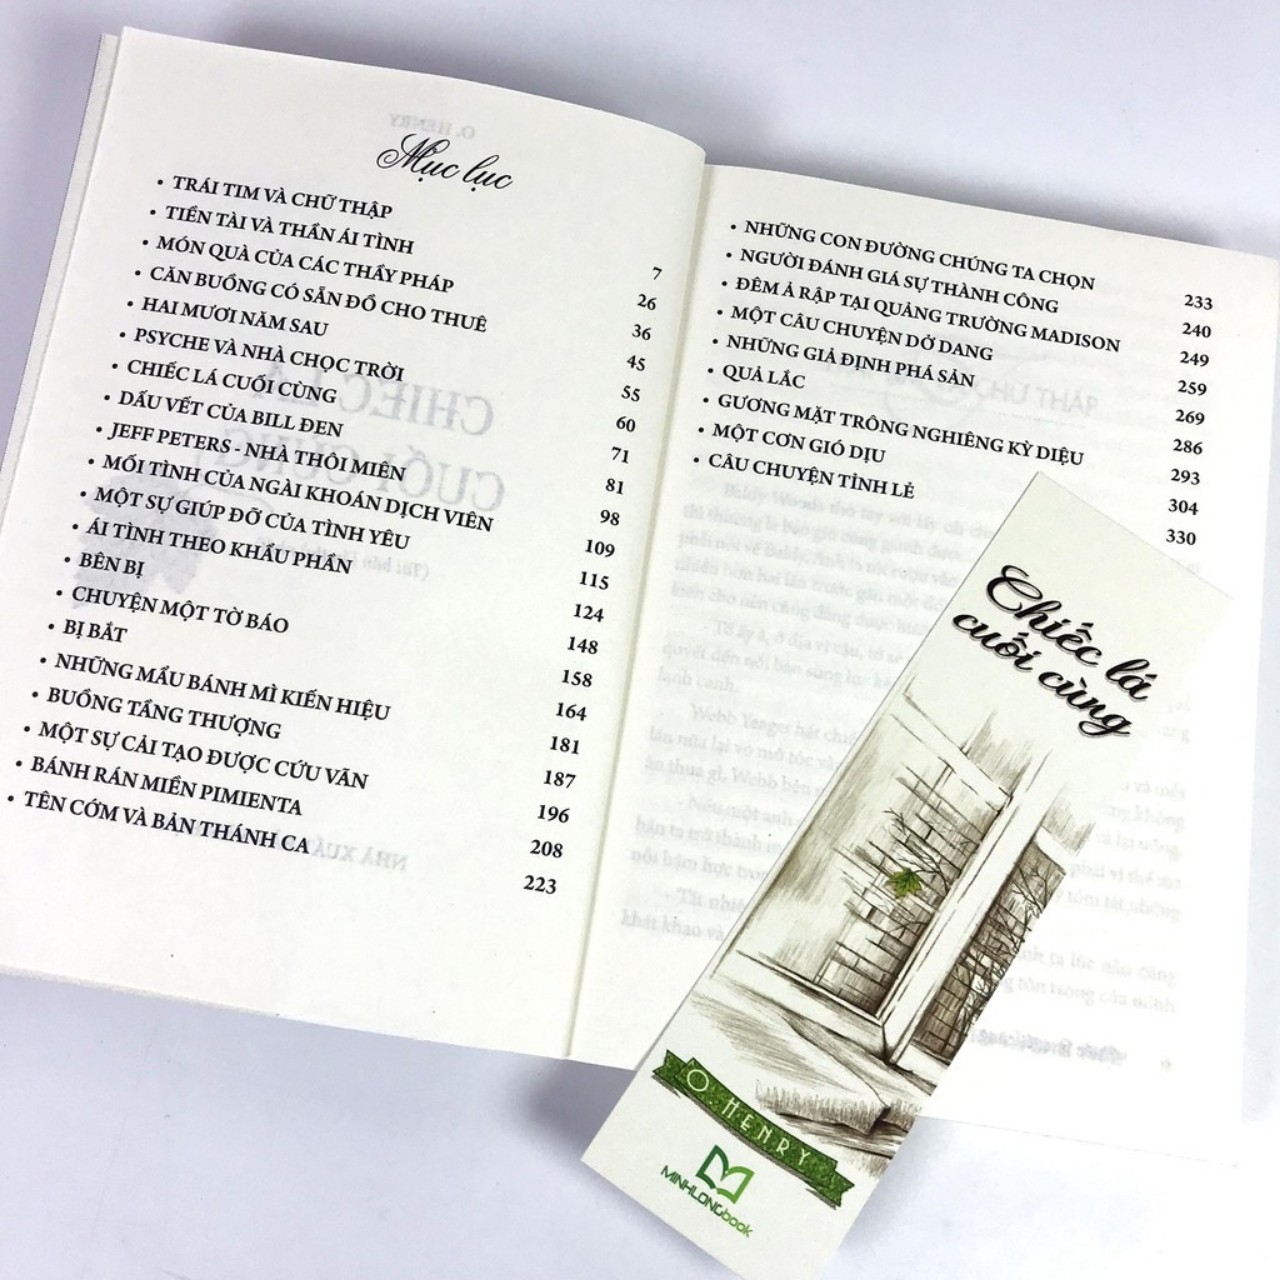 Mục lục
• TRÁI TIM VÀ CHỮ THẬP 7
• TIỀN TÀI VÀ THẦN ÁI TÌNH 26
• MÓN QUÀ CỦA CÁC THẦY PHÁP 36
• CĂN BUỒNG CÓ SẴN ĐỒ CHO THUÊ 45
• HAI MƯƠI NĂM SAU 55
• PSYCHE VÀ NHÀ CHỌC TRỜI 60
• CHIẾC LÁ CUỐI CÙNG 71
• DẤU VẾT CỦA BILL ĐEN 81
• JEFF PETERS - NHÀ THÔI MIÊN 98
• MỐI TÌNH CỦA NGÀI KHOÁN DỊCH VIÊN 109
• MỘT SỰ GIÚP ĐỠ CỦA TÌNH YÊU 115
• ÁI TÌNH THEO KHẨU PHẦN 124
• BÊN BỊ 148
• CHUYỆN MỘT TỜ BÁO 158
• BỊ BẮT 164
• NHỮNG MẨU BÁNH MÌ KIẾN HIỆU 181
• BUỒNG TẦNG THƯỢNG 187
• MỘT SỰ CẢI TẠO ĐƯỢC CỨU VÃN 196
• BÁNH RÁN MIỀN PIMIENTA 208
• TÊN CỚM VÀ BẢN THÁNH CA 223
• NHỮNG CON ĐƯỜNG CHÚNG TA CHỌN 233
• NGƯỜI ĐÁNH GIÁ SỰ THÀNH CÔNG 240
• ĐÊM Ả RẬP TẠI QUẢNG TRƯỜNG MADISON 249
• MỘT CÂU CHUYỆN DỞ DANG 259
• NHỮNG GIẢ ĐỊNH PHÁ SẢN 269
• QUẢ LẮC 286
• GƯƠNG MẶT TRÔNG NGHIÊNG KỲ DIỆU 293
• MỘT CƠN GIÓ DỊU 304
• CÂU CHUYỆN TỈNH LẺ 330
Chiếc lá
cuối cùng
O. HENRY
MINHLONGbook